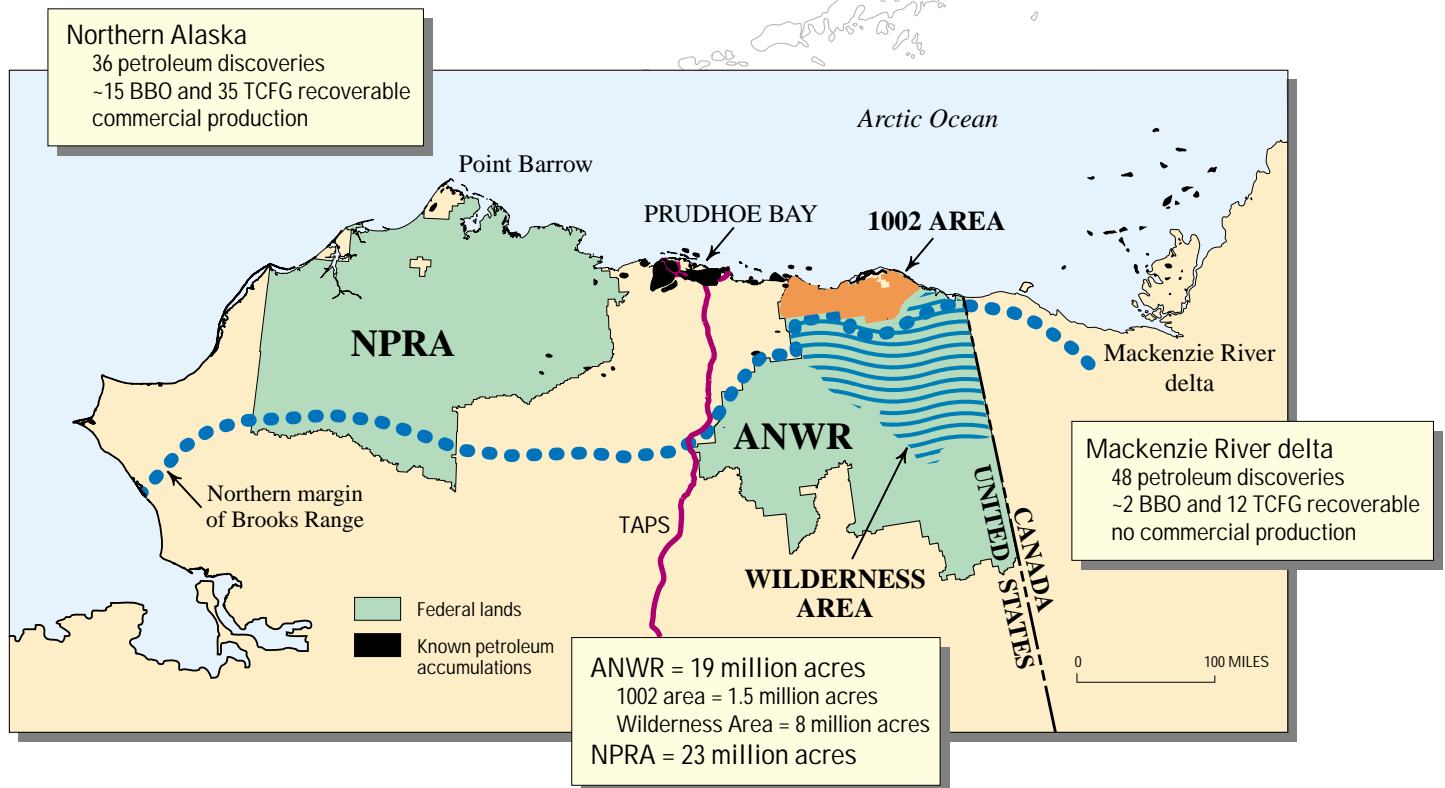 Northern Alaska
36 petroleum discoveries
~15 BBO and 35 TCFG recoverable
commercial production
Arctic Ocean
Point Barrow
PRUDHOE BAY
1002 AREA
NPRA
Mackenzie River
delta
ANWR
Mackenzie River delta
48 petroleum discoveries
~2 BBO and 12 TCFG recoverable
no commercial production
Northern margin
of Brooks Range
TAPS
WILDERNESS
AREA
CANADA
UNITED STATES
Federal lands
Known petroleum
accumulations
0 100 MILES
ANWR = 19 million acres
1002 area = 1.5 million acres
Wilderness Area = 8 million acres
NPRA = 23 million acres